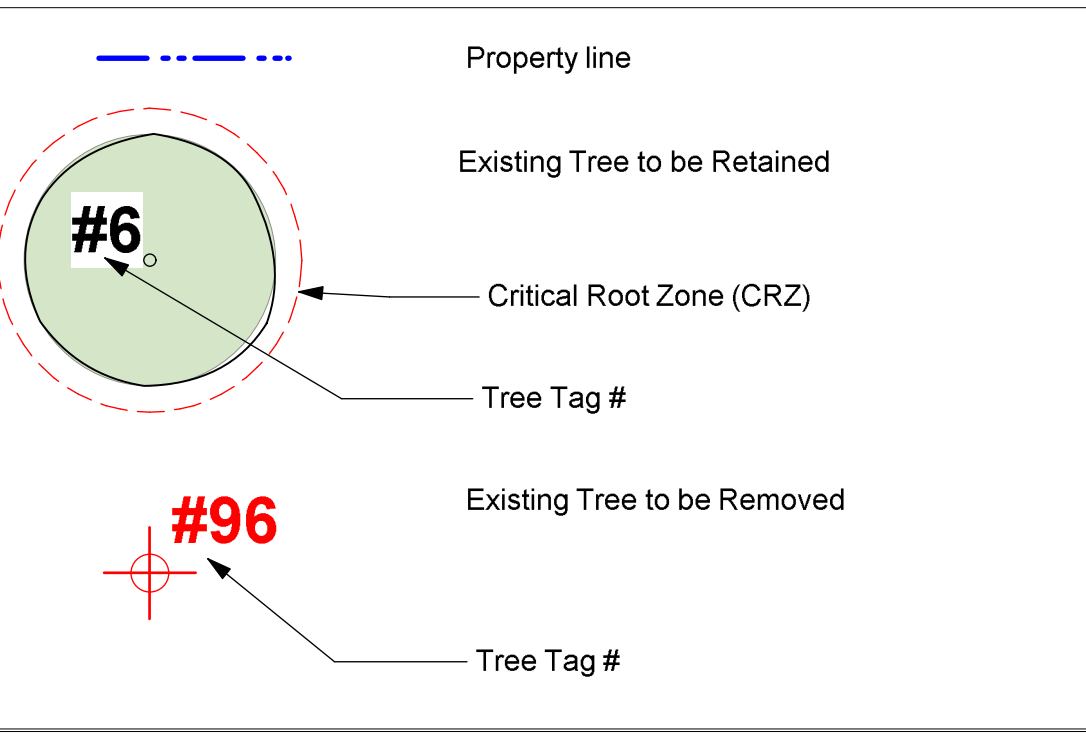 Property line
Existing Tree to be Retained
#6
Critical Root Zone (CRZ)
Tree Tag #
Existing Tree to be Removed
#96
Tree Tag #